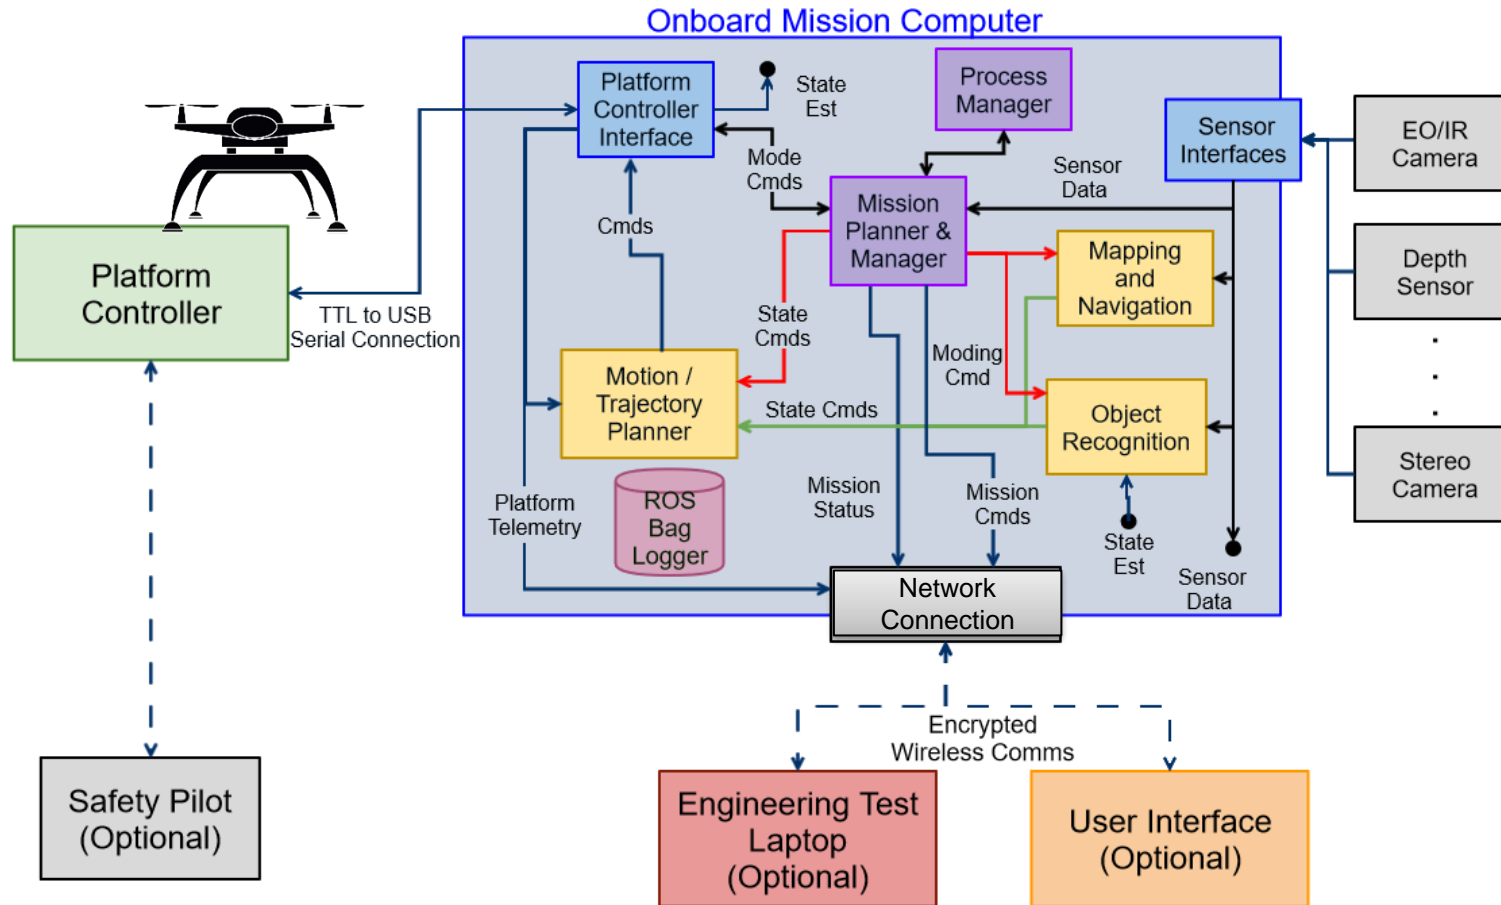 Onboard Mission Computer
Platform
Controller
Interface
State
Est
Process
Manager
Sensor
Interfaces
EO/IR
Camera
Mode
Cmds
Sensor
Data
Mission
Planner &
Manager
Cmds
Mapping
and
Navigation
Depth
Sensor
Platform
Controller
TTL to USB
Serial Connection
State
Cmds
Moding
Cmd
Motion /
Trajectory
Planner
State Cmds
Object
Recognition
Stereo
Camera
Platform
Telemetry
ROS
Bag
Logger
Mission
Status
Mission
Cmds
State
Est
Sensor
Data
Network
Connection
Encrypted
Wireless Comms
Safety Pilot
(Optional)
Engineering Test
Laptop
(Optional)
User Interface
(Optional)